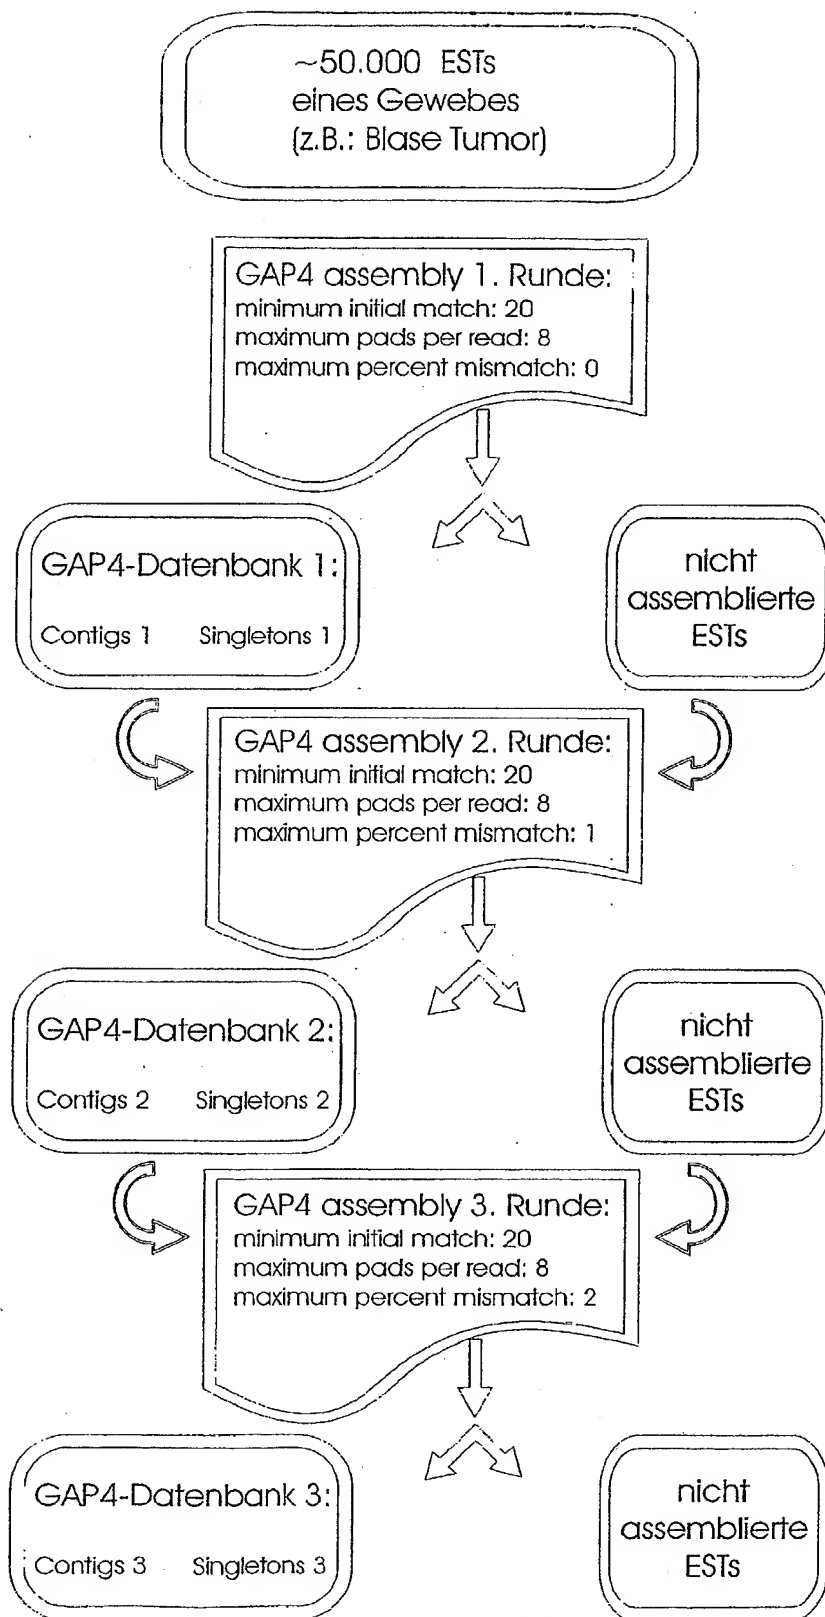 ~50.000 ESTs
eines Gewebes
(z.B.: Blase Tumor)
GAP4 assembly 1. Runde:
minimum initial match: 20
maximum pads per read: 8
maximum percent mismatch: 0
GAP4-Datenbank 1:
Contigs 1 Singletons 1
nicht
assemblierte
ESTs
GAP4 assembly 2. Runde:
minimum initial match: 20
maximum pads per read: 8
maximum percent mismatch: 1
GAP4-Datenbank 2:
Contigs 2 Singletons 2
nicht
assemblierte
ESTs
GAP4 assembly 3. Runde:
minimum initial match: 20
maximum pads per read: 8
maximum percent mismatch: 2
GAP4-Datenbank 3:
Contigs 3 Singletons 3
nicht
assemblierte
ESTs